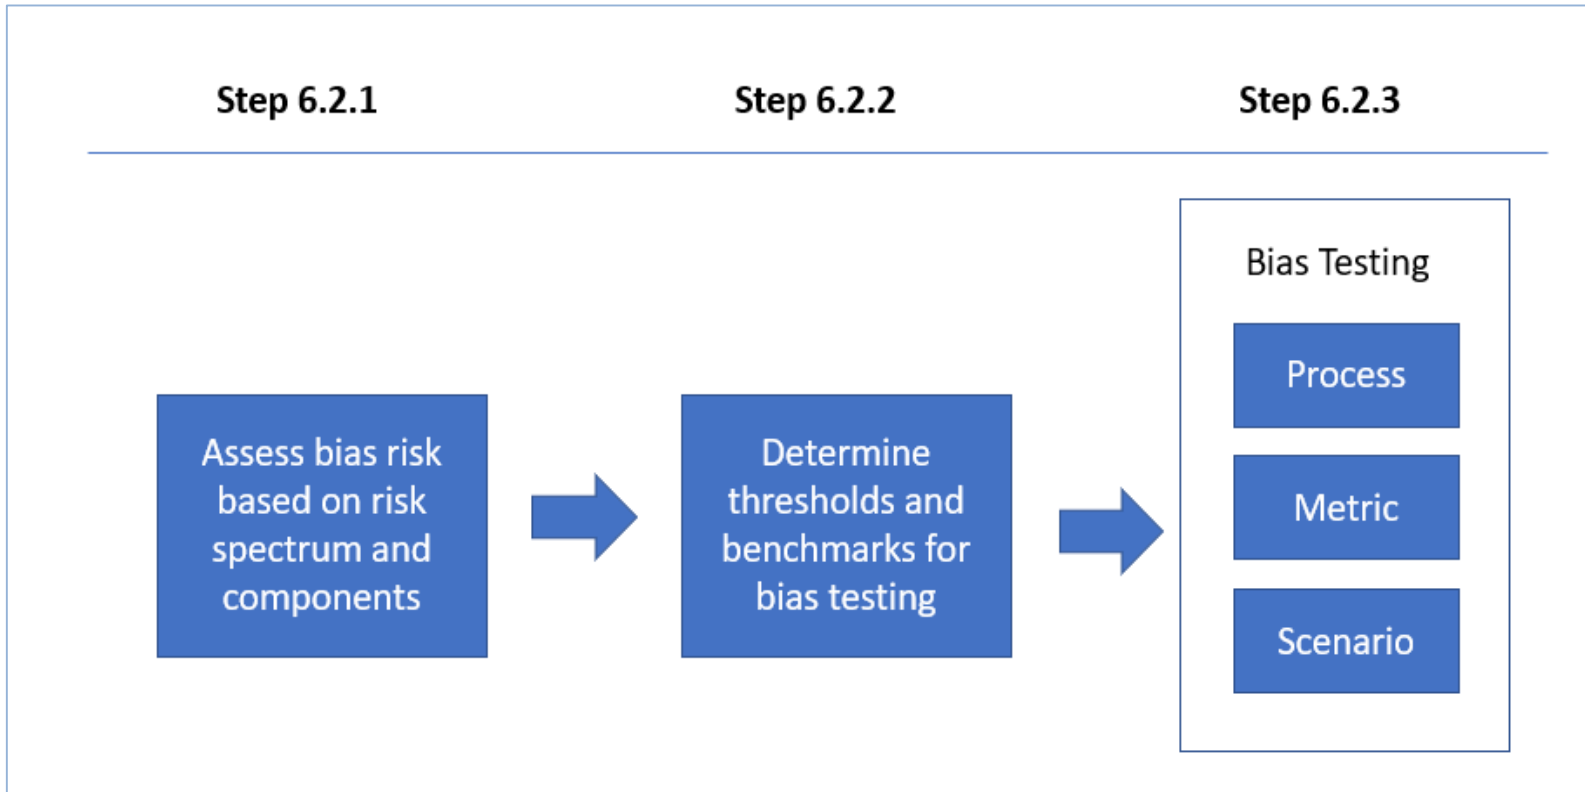 Step 6.2.1
Step 6.2.2
Step 6.2.3
Assess bias risk
based on risk
spectrum and
components
Determine
thresholds and
benchmarks for
bias testing
Bias Testing
Process
Metric
Scenario